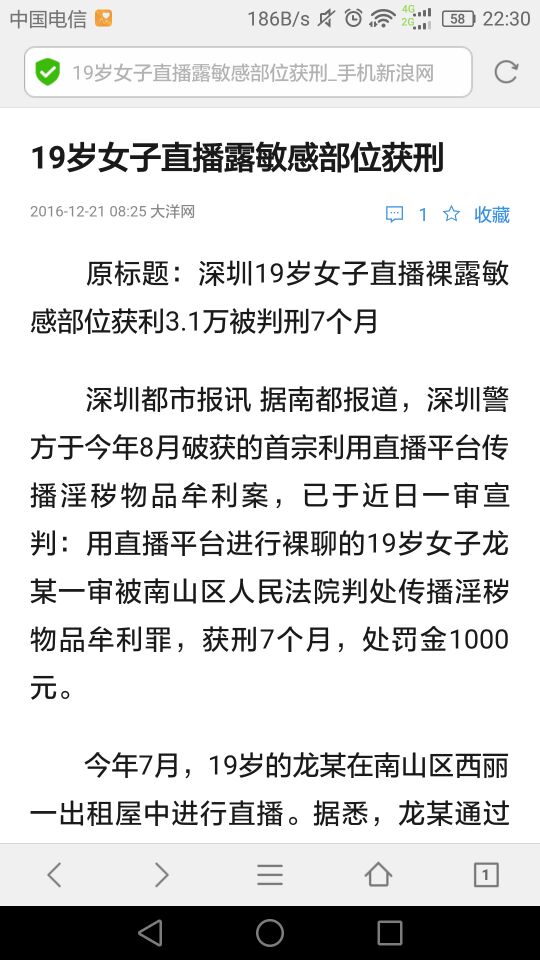 中国电信 186B/s 4G 2G 58 22:30
19岁女子直播露敏感部位获刑_手机新浪网
19岁女子直播露敏感部位获刑
2016-12-21 08:25 大洋网 1 收藏
原标题：深圳19岁女子直播裸露敏
感部位获利3.1万被判刑7个月
深圳都市报讯 据南都报道，深圳警
方于今年8月破获的首宗利用直播平台传
播淫秽物品牟利案，已于近日一审宣
判：用直播平台进行裸聊的19岁女子龙
某一审被南山区人民法院判处传播淫秽
物品牟利罪，获刑7个月，处罚金1000
元。
今年7月，19岁的龙某在南山区西丽
一出租屋中进行直播。据悉，龙某通过
1